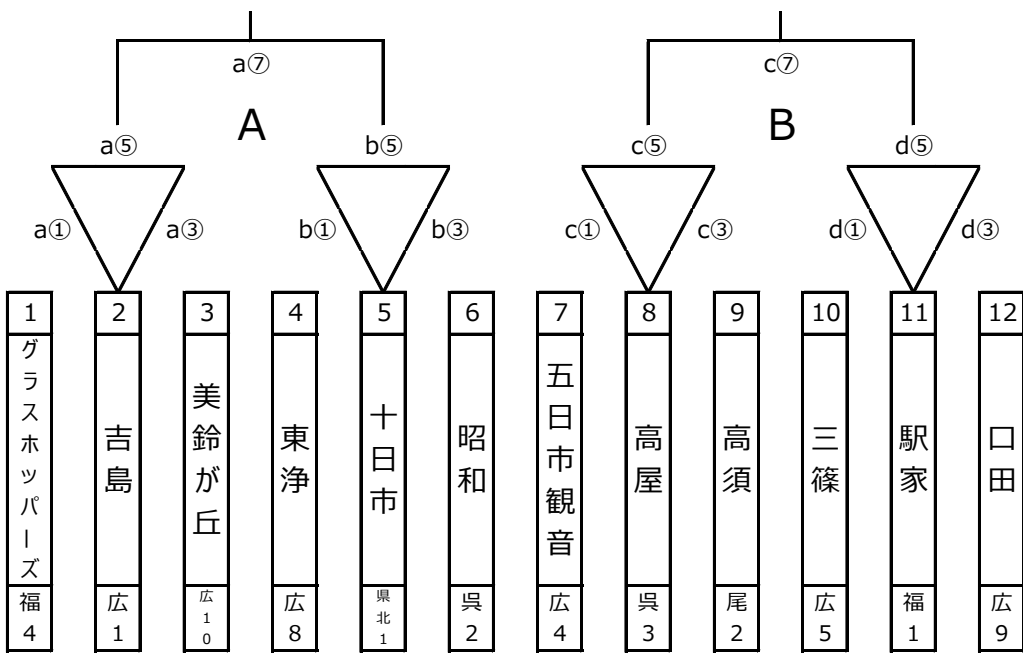 a⑦ c⑦
A B
a⑤ b⑤ c⑤ d⑤
a① a③ b① b③ c① c③ d① d③
1 2 3 4 5 6 7 8 9 10 11 12
グラスホッパーズ
吉島
美鈴が丘
東浄
十日市
昭和
五日市観音
高屋
高須
三篠
駅家
口田
福4 広1 広10 広8 県北1 呉2 広4 呉3 尾2 広5 福1 広9